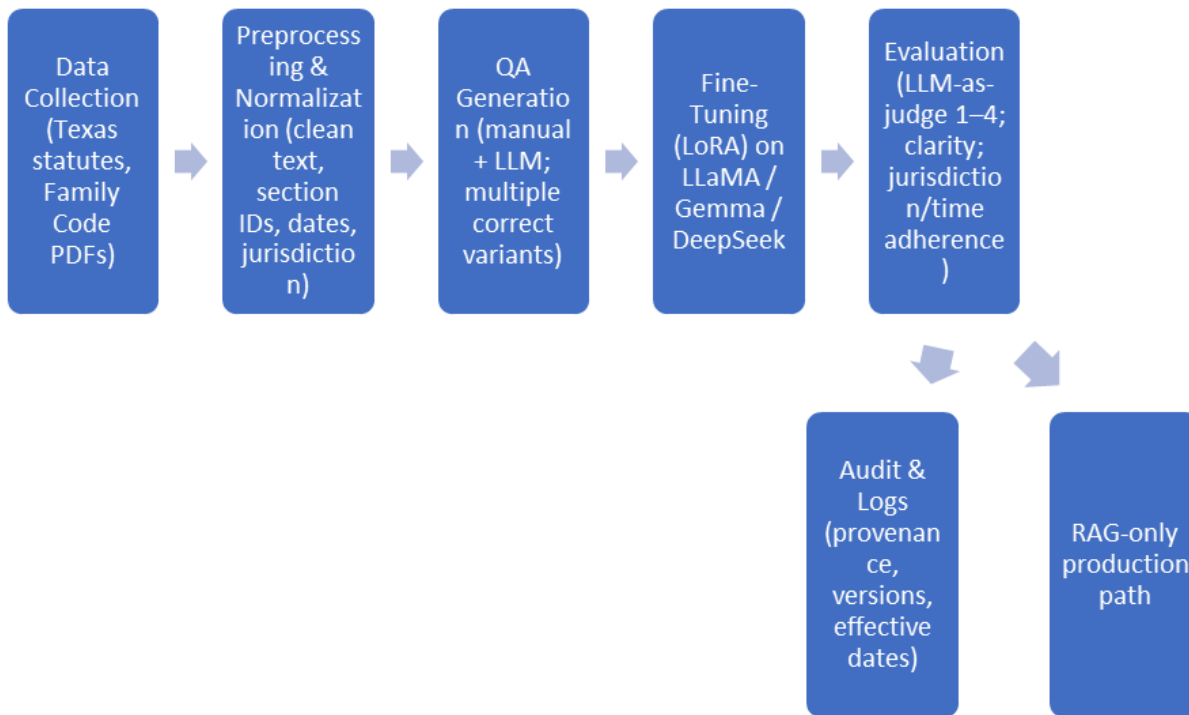 Data
Collection
(Texas
statutes,
Family
Code
PDFs)
Preprocess
ing &
Normalizat
ion (clean
text,
section
IDs, dates,
jurisdictio
n)
QA
Generatio
n (manual
+ LLM;
multiple
correct
variants)
Fine-
Tuning
(LoRA) on
LLaMA /
Gemma /
DeepSeek
Evaluation
(LLM-as-
judge 1–4;
clarity;
jurisdictio
n/time
adherence
)
Audit &
Logs
(provenan
ce,
versions,
effective
dates)
RAG-only
production
path